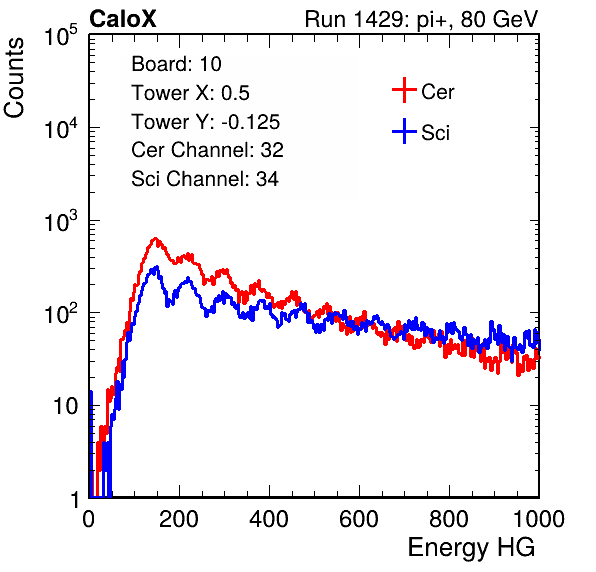 CaloX Run 1429: pi+, 80 GeV
Counts
Board: 10
Tower X: 0.5
Tower Y: -0.125
Cer Channel: 32
Sci Channel: 34
Cer
Sci
10^5
10^4
10^3
10^2
10
1
0 200 400 600 800 1000
Energy HG